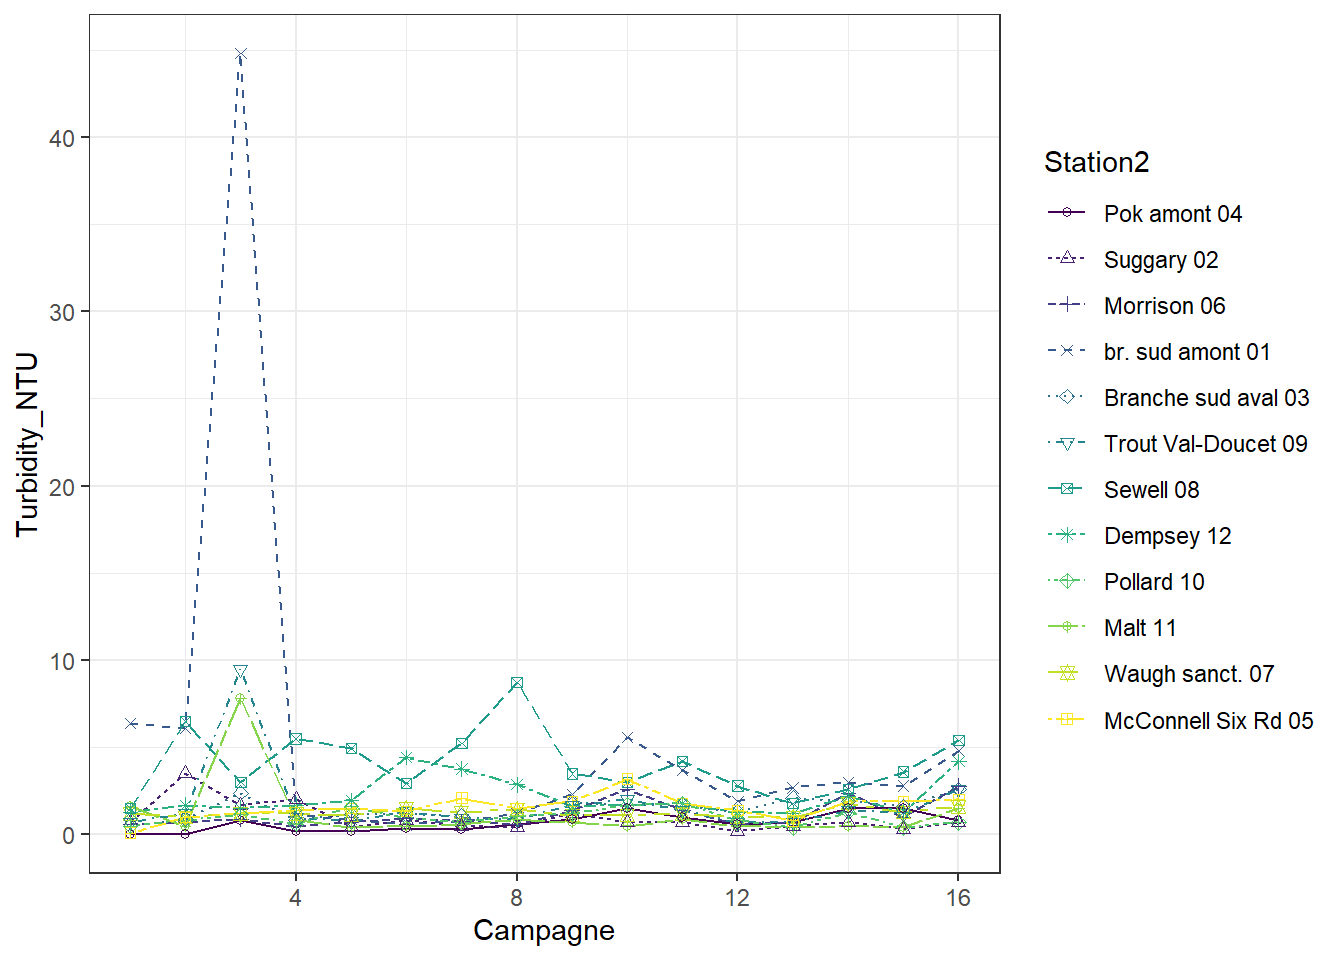 40
30
20
10
0
Turbidity_NTU
4
8
12
16
Campagne
Station2
Pok amont 04
Suggary 02
Morrison 06
br. sud amont 01
Branche sud aval 03
Trout Val-Doucet 09
Sewell 08
Dempsey 12
Pollard 10
Malt 11
Waugh sanct. 07
McConnell Six Rd 05